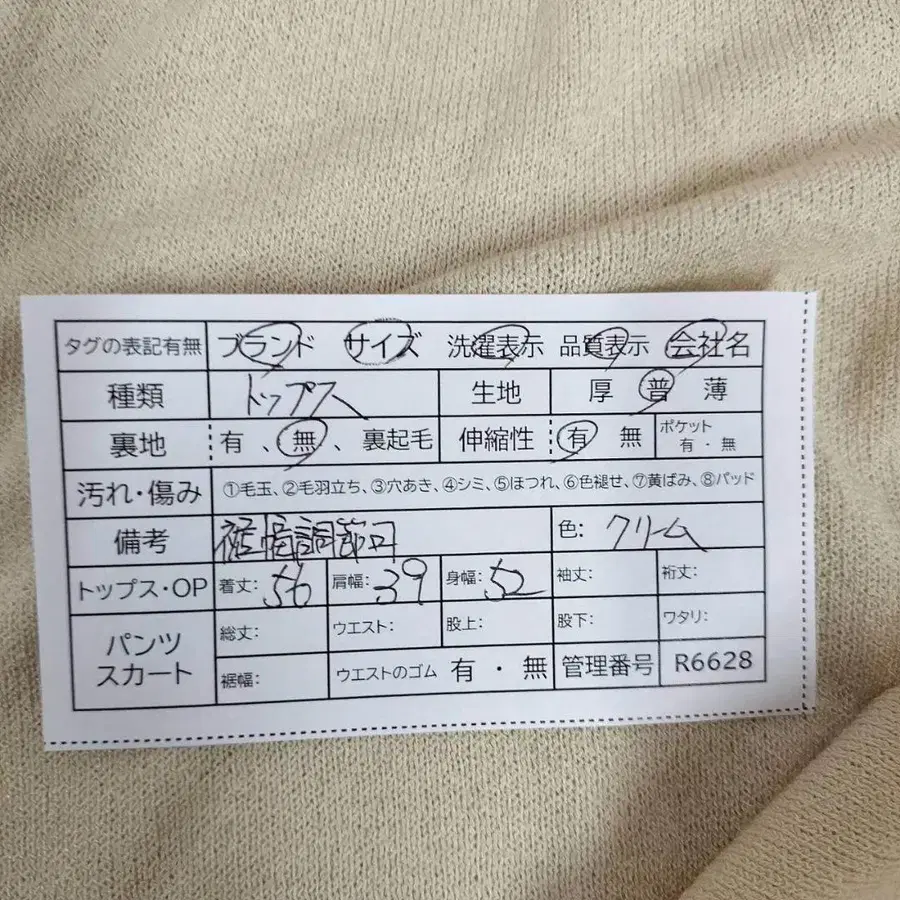 タグの表記有無 ブランド サイズ 洗濯表示 品質表示 会社名
種類 トップス 生地 厚 普 薄
裏地 有 、 無 、 裏起毛 伸縮性 有 無 ポケット 有・無
汚れ・傷み ①毛玉、②毛羽立ち、③穴あき、④シミ、⑤ほつれ、⑥色褪せ、⑦黄ばみ、⑧パッド
備考 裾幅調節可 色: クリーム
トップス・OP 着丈: 56 肩幅: 39 身幅: 52 袖丈: 裄丈:
パンツ スカート 総丈: ウエスト: 股上: 股下: ワタリ:
裾幅: ウエストのゴム 有 ・ 無 管理番号 R6628